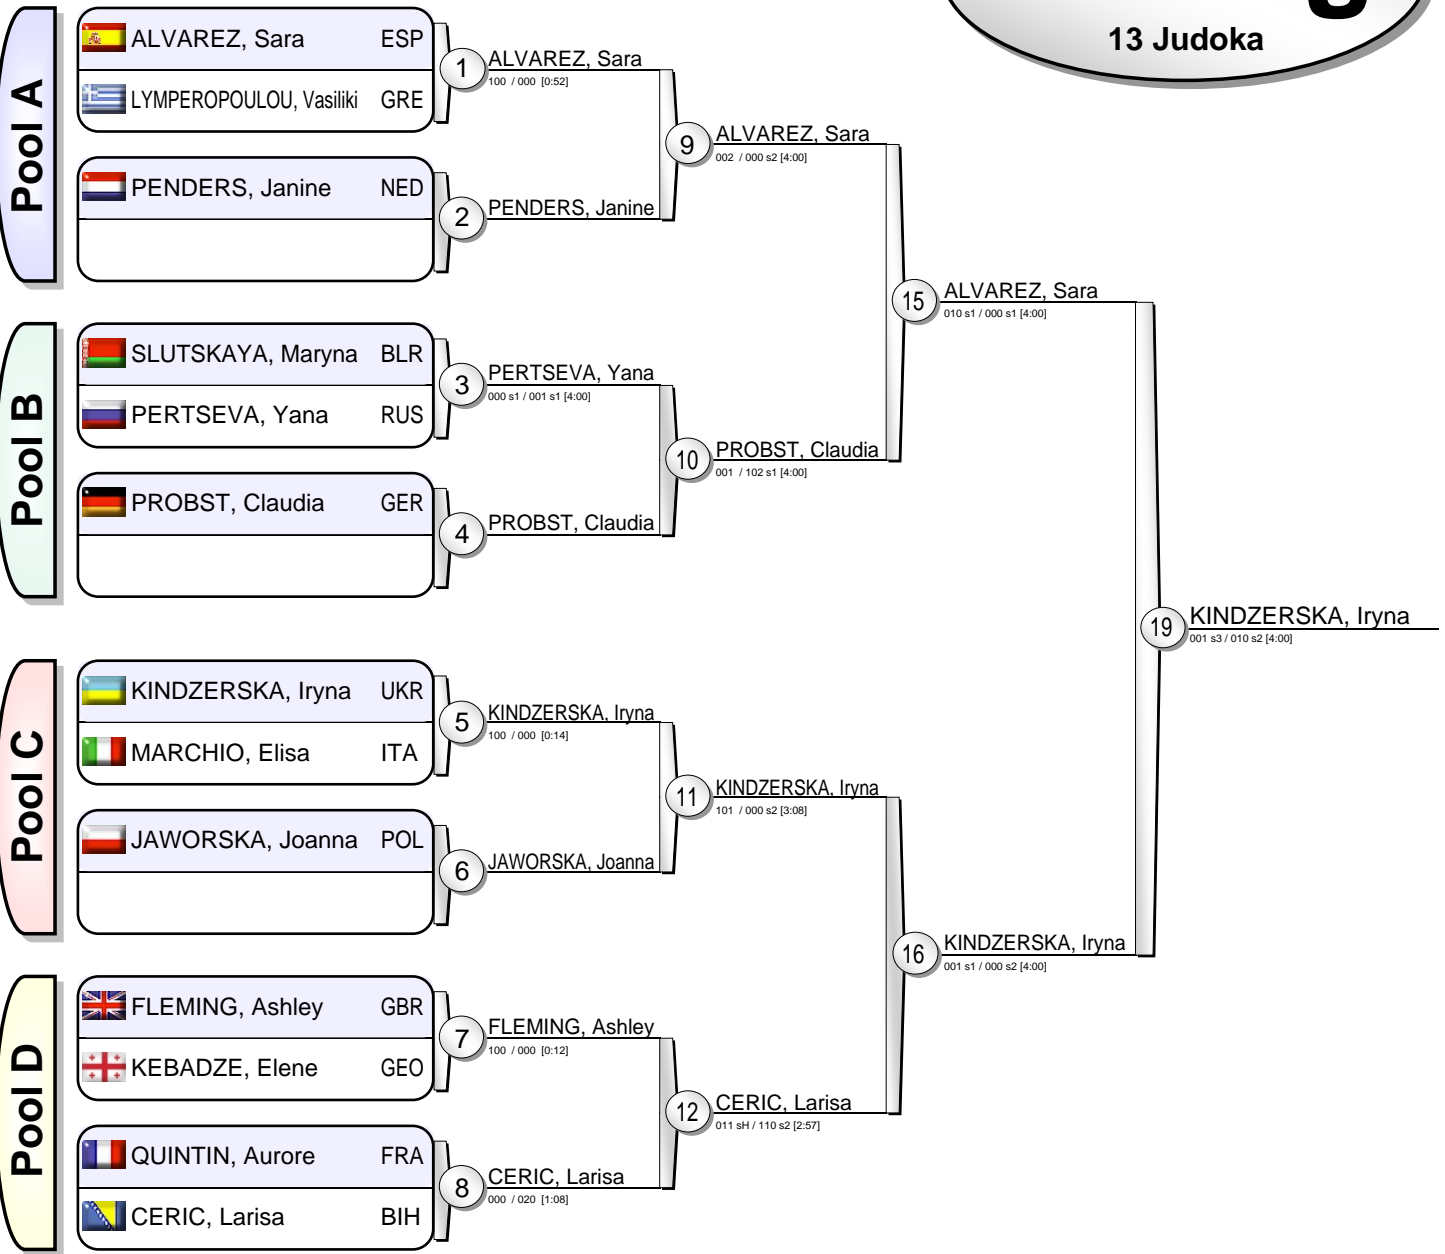 13 Judoka
Pool A
ALVAREZ, Sara ESP
LYMPEROPOULOU, Vasiliki GRE
1
ALVAREZ, Sara
100 / 000 [0:52]
PENDERS, Janine NED
2
PENDERS, Janine
9
ALVAREZ, Sara
002 / 000 s2 [4:00]
Pool B
SLUTSKAYA, Maryna BLR
PERTSEVA, Yana RUS
3
PERTSEVA, Yana
000 s1 / 001 s1 [4:00]
PROBST, Claudia GER
4
PROBST, Claudia
10
PROBST, Claudia
001 / 102 s1 [4:00]
15
ALVAREZ, Sara
010 s1 / 000 s1 [4:00]
Pool C
KINDZERSKA, Iryna UKR
MARCHIO, Elisa ITA
5
KINDZERSKA, Iryna
100 / 000 [0:14]
JAWORSKA, Joanna POL
6
JAWORSKA, Joanna
11
KINDZERSKA, Iryna
101 / 000 s2 [3:08]
Pool D
FLEMING, Ashley GBR
KEBADZE, Elene GEO
7
FLEMING, Ashley
100 / 000 [0:12]
QUINTIN, Aurore FRA
CERIC, Larisa BIH
8
CERIC, Larisa
000 / 020 [1:08]
12
CERIC, Larisa
011 sH / 110 s2 [2:57]
16
KINDZERSKA, Iryna
001 s1 / 000 s2 [4:00]
19
KINDZERSKA, Iryna
001 s3 / 010 s2 [4:00]